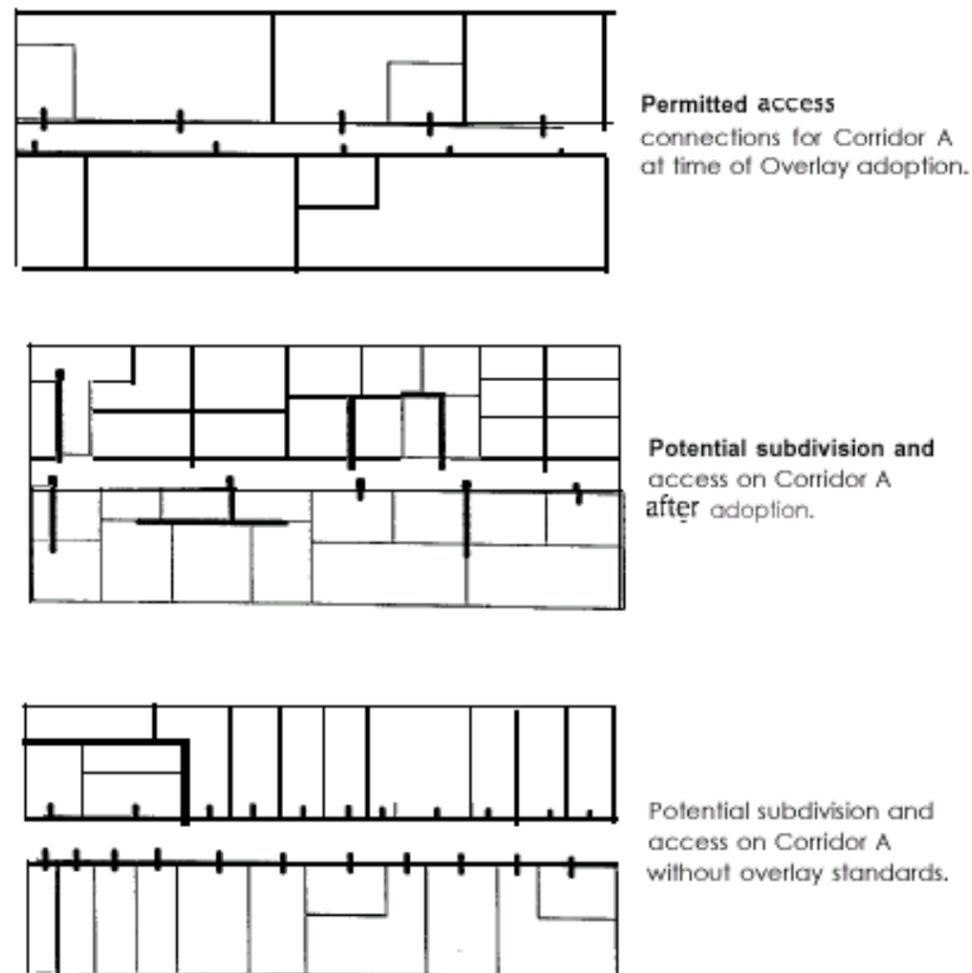 Permitted access
connections for Corridor A
at time of Overlay adoption.
Potential subdivision and
access on Corridor A
after adoption.
Potential subdivision and
access on Corridor A
without overlay standards.